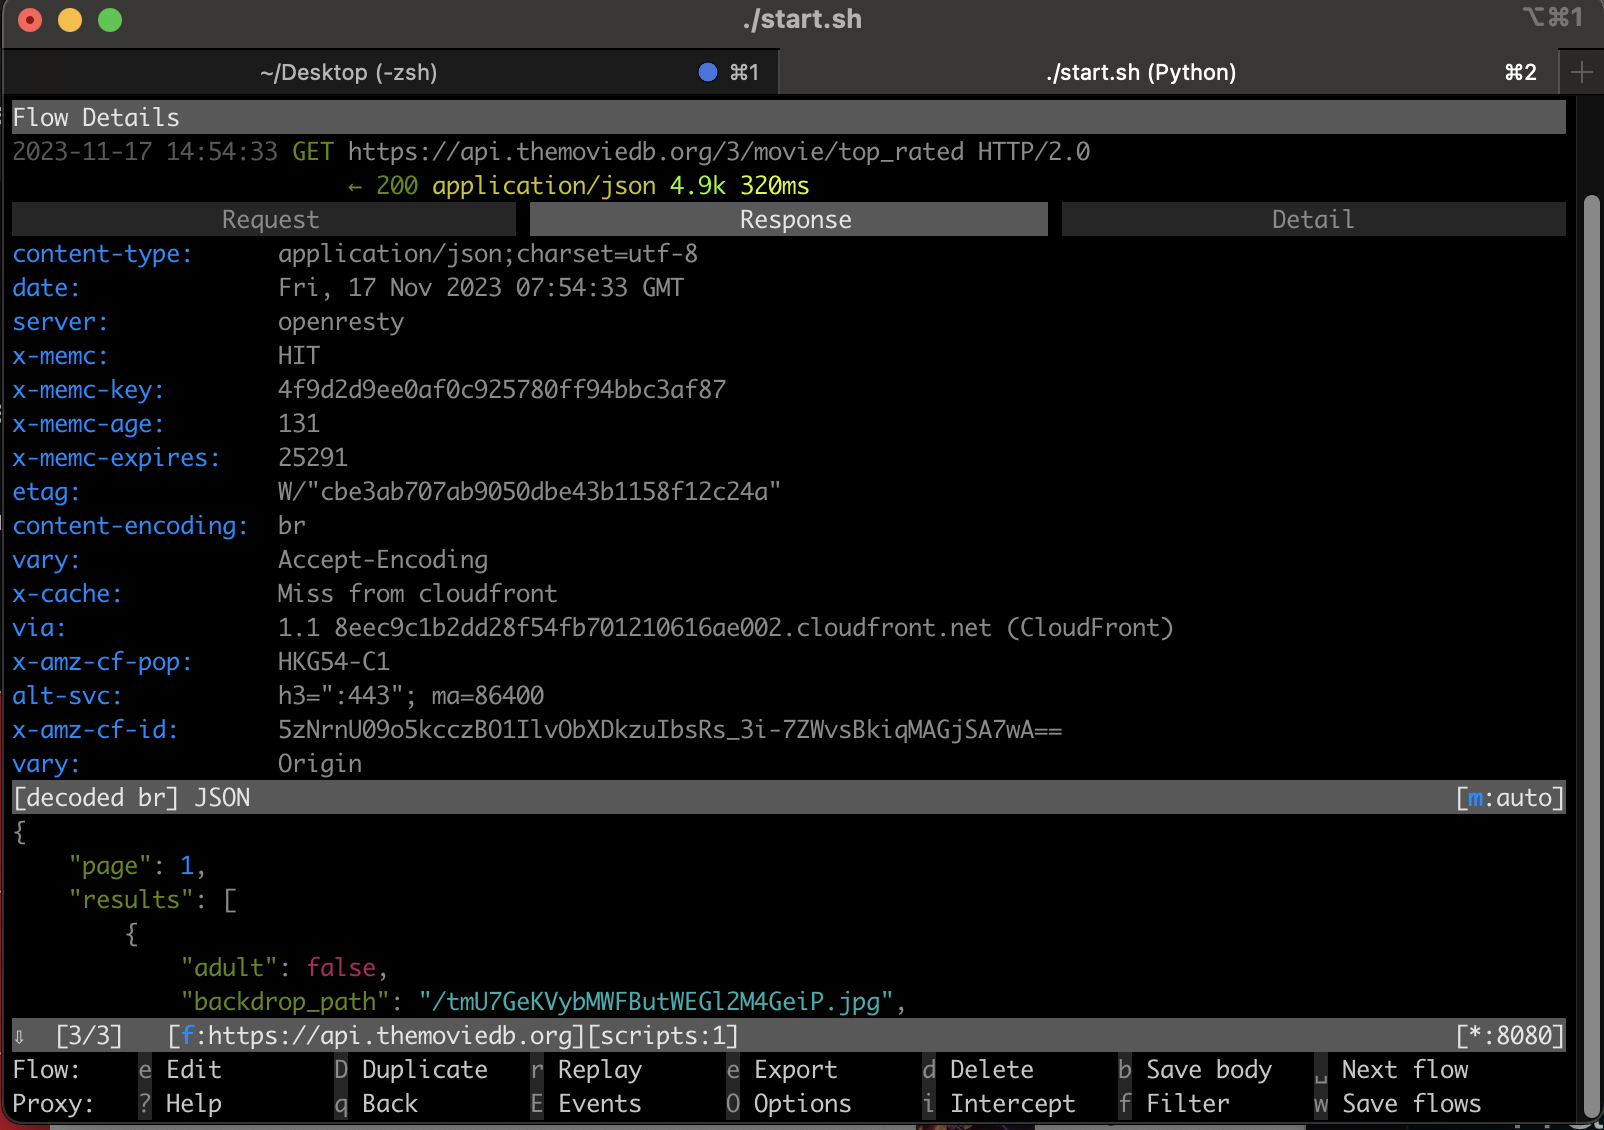 ./start.sh
⌥⌘1
~/Desktop (-zsh) ⌘1
./start.sh (Python) ⌘2
Flow Details
2023-11-17 14:54:33 GET https://api.themoviedb.org/3/movie/top_rated HTTP/2.0
← 200 application/json 4.9k 320ms
Request Response Detail
content-type: application/json;charset=utf-8
date: Fri, 17 Nov 2023 07:54:33 GMT
server: openresty
x-memc: HIT
x-memc-key: 4f9d2d9ee0af0c925780ff94bbc3af87
x-memc-age: 131
x-memc-expires: 25291
etag: W/"cbe3ab707ab9050dbe43b1158f12c24a"
content-encoding: br
vary: Accept-Encoding
x-cache: Miss from cloudfront
via: 1.1 8eec9c1b2dd28f54fb701210616ae002.cloudfront.net (CloudFront)
x-amz-cf-pop: HKG54-C1
alt-svc: h3=":443"; ma=86400
x-amz-cf-id: 5zNrnU09o5kcczBO1IlvObXDkzuIbsRs_3i-7ZWvsBkiqMAGjSA7wA==
vary: Origin
[decoded br] JSON [m:auto]
{
"page": 1,
"results": [
{
"adult": false,
"backdrop_path": "/tmU7GeKVybMWFButWEGl2M4GeiP.jpg",
⇩ [3/3] [f:https://api.themoviedb.org][scripts:1] [*:8080]
Flow: e Edit D Duplicate r Replay e Export d Delete b Save body ␣ Next flow
Proxy: ? Help q Back E Events O Options i Intercept f Filter w Save flows